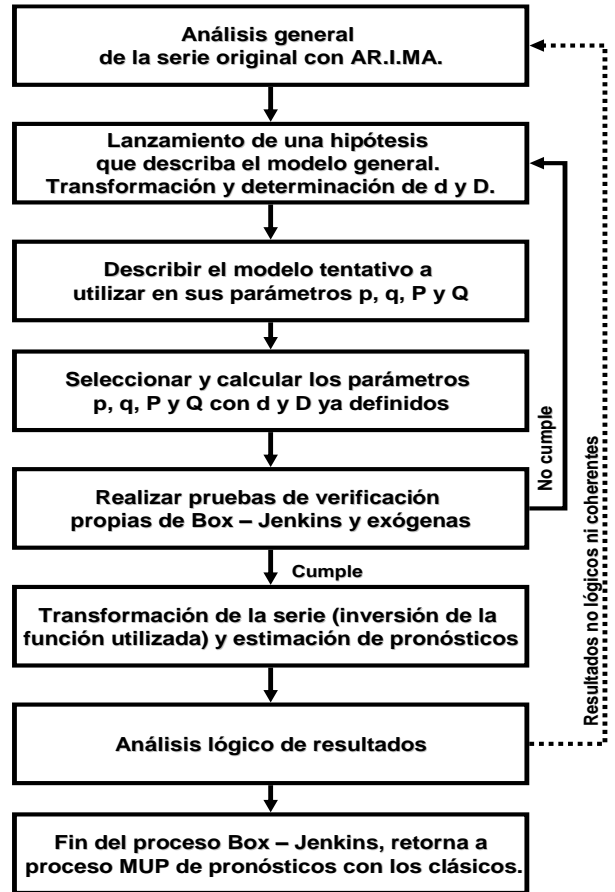 Análisis general
de la serie original con AR.I.MA.
Lanzamiento de una hipótesis
que describa el modelo general.
Transformación y determinación de d y D.
Describir el modelo tentativo a
utilizar en sus parámetros p, q, P y Q
Seleccionar y calcular los parámetros
p, q, P y Q con d y D ya definidos
Realizar pruebas de verificación
propias de Box – Jenkins y exógenas
No cumple
Cumple
Transformación de la serie (inversión de la
función utilizada) y estimación de pronósticos
Resultados no lógicos ni coherentes
Análisis lógico de resultados
Fin del proceso Box – Jenkins, retorna a
proceso MUP de pronósticos con los clásicos.